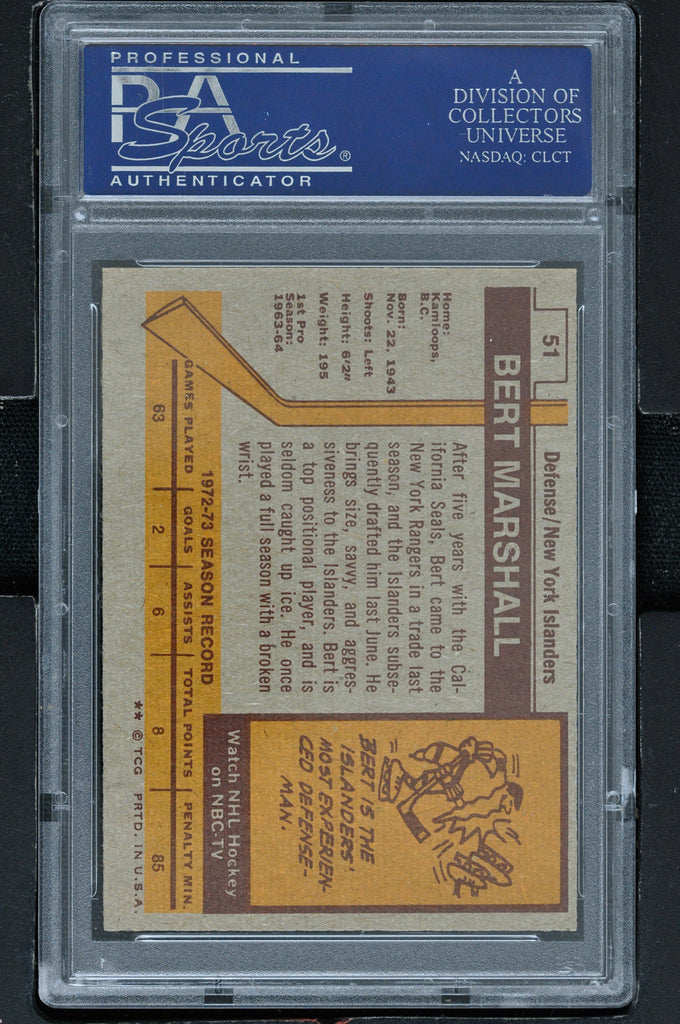 PROFESSIONAL
PSA
Sports®
AUTHENTICATOR
A
DIVISION OF
COLLECTORS
UNIVERSE
NASDAQ: CLCT
51
Defense/New York Islanders
BERT MARSHALL
Home:
Kamloops,
B.C.
Born:
Nov. 22, 1943
Shoots: Left
Height: 6'2"
Weight: 195
1st Pro
Season:
1963-64
After five years with the Cal-
ifornia Seals, Bert came to the
New York Rangers in a trade last
season, and the Islanders subse-
quently drafted him last June. He
brings size, savvy, and aggres-
siveness to the Islanders. Bert is
a top positional player, and is
seldom caught up ice. He once
played a full season with a broken
wrist.
BERT IS THE
ISLANDERS'
MOST EXPERIEN-
CED DEFENSE-
MAN.
Watch NHL Hockey
on NBC-TV
1972-73 SEASON RECORD
GAMES PLAYED GOALS ASSISTS TOTAL POINTS PENALTY MIN.
63 2 6 8 85
** © TCG PRTD. IN U.S.A.